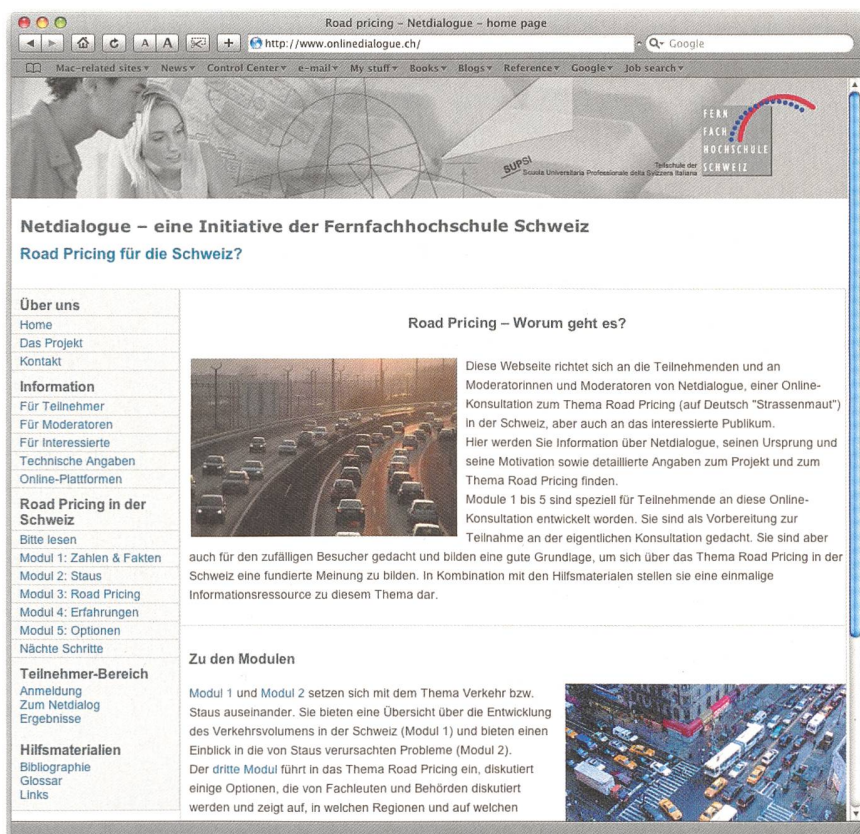 Road pricing – Netdialogue – home page
A A
+
http://www.onlinedialogue.ch/
Google
Mac-related sites News Control Center e-mail My stuff Books Blogs Reference Google Job search
SUPSI
Scuola Universitaria Professionale della Svizzera Italiana
Teilschule der
FERN
FACH
HOCHSCHULE
SCHWEIZ
Netdialogue – eine Initiative der Fernfachhochschule Schweiz
Road Pricing für die Schweiz?
Über uns
Home
Das Projekt
Kontakt
Information
Für Teilnehmer
Für Moderatoren
Für Interessierte
Technische Angaben
Online-Plattformen
Road Pricing in der
Schweiz
Bitte lesen
Modul 1: Zahlen & Fakten
Modul 2: Staus
Modul 3: Road Pricing
Modul 4: Erfahrungen
Modul 5: Optionen
Nächte Schritte
Teilnehmer-Bereich
Anmeldung
Zum Netdialog
Ergebnisse
Hilfsmaterialien
Bibliographie
Glossar
Links
Road Pricing – Worum geht es?
Diese Webseite richtet sich an die Teilnehmenden und an
Moderatorinnen und Moderatoren von Netdialogue, einer Online-
Konsultation zum Thema Road Pricing (auf Deutsch "Strassenmaut")
in der Schweiz, aber auch an das interessierte Publikum.
Hier werden Sie Information über Netdialogue, seinen Ursprung und
seine Motivation sowie detaillierte Angaben zum Projekt und zum
Thema Road Pricing finden.
Module 1 bis 5 sind speziell für Teilnehmende an diese Online-
Konsultation entwickelt worden. Sie sind als Vorbereitung zur
Teilnahme an der eigentlichen Konsultation gedacht. Sie sind aber
auch für den zufälligen Besucher gedacht und bilden eine gute Grundlage, um sich über das Thema Road Pricing in der
Schweiz eine fundierte Meinung zu bilden. In Kombination mit den Hilfsmaterialen stellen sie eine einmalige
Informationsressource zu diesem Thema dar.
Zu den Modulen
Modul 1 und Modul 2 setzen sich mit dem Thema Verkehr bzw.
Staus auseinander. Sie bieten eine Übersicht über die Entwicklung
des Verkehrsvolumens in der Schweiz (Modul 1) und bieten einen
Einblick in die von Staus verursachten Probleme (Modul 2).
Der dritte Modul führt in das Thema Road Pricing ein, diskutiert
einige Optionen, die von Fachleuten und Behörden diskutiert
werden und zeigt auf, in welchen Regionen und auf welchen